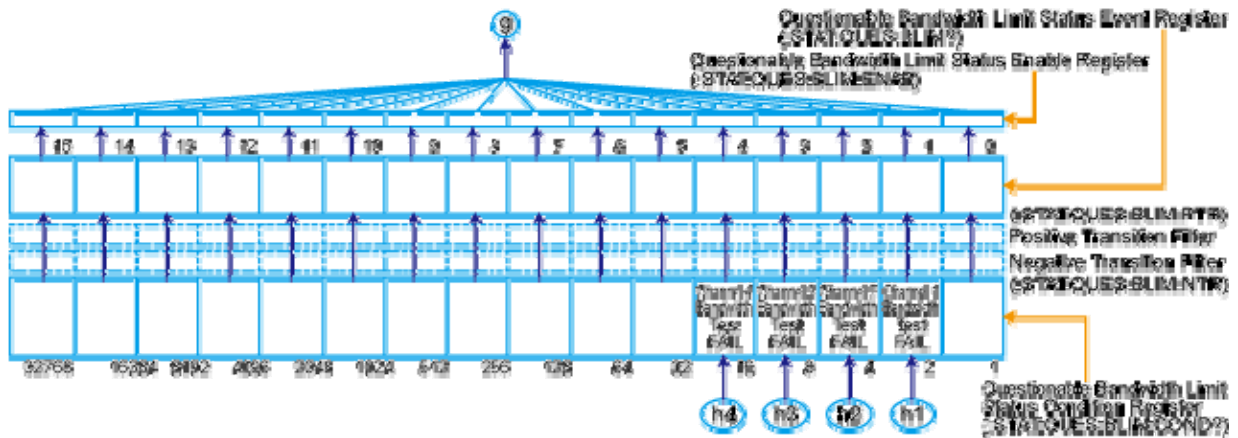 g
Questionable Bandwidth Limit Status Event Register
(:STAT:QUES:BLIM?)
Questionable Bandwidth Limit Status Enable Register
(:STAT:QUES:BLIM:ENAB)
15 14 13 12 11 10 9 8 7 6 5 4 3 2 1 0
(:STAT:QUES:BLIM:PTR)
Positive Transition Filter
Negative Transition Filter
(:STAT:QUES:BLIM:NTR)
Bandwidth Bandwidth Bandwidth Bandwidth
Test Test Test Test
FAIL FAIL FAIL FAIL
32768 16384 8192 4096 2048 1024 512 256 128 64 32 16 8 4 2 1
h4 h3 h2 h1
Questionable Bandwidth Limit
Status Condition Register
(:STAT:QUES:BLIM:COND?)